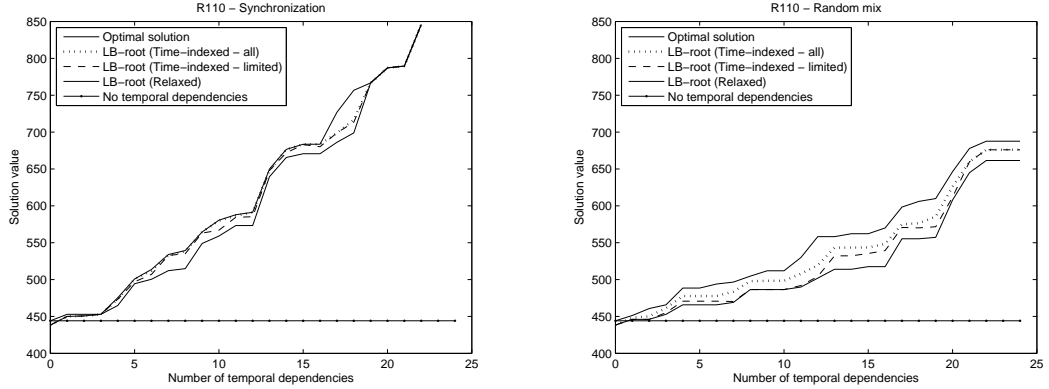 R110 − Synchronization
850
800
750
700
650
600
550
500
450
400
Solution value
Optimal solution
LB−root (Time−indexed − all)
LB−root (Time−indexed − limited)
LB−root (Relaxed)
No temporal dependencies
0 5 10 15 20 25
Number of temporal dependencies
R110 − Random mix
850
800
750
700
650
600
550
500
450
400
Solution value
Optimal solution
LB−root (Time−indexed − all)
LB−root (Time−indexed − limited)
LB−root (Relaxed)
No temporal dependencies
0 5 10 15 20 25
Number of temporal dependencies